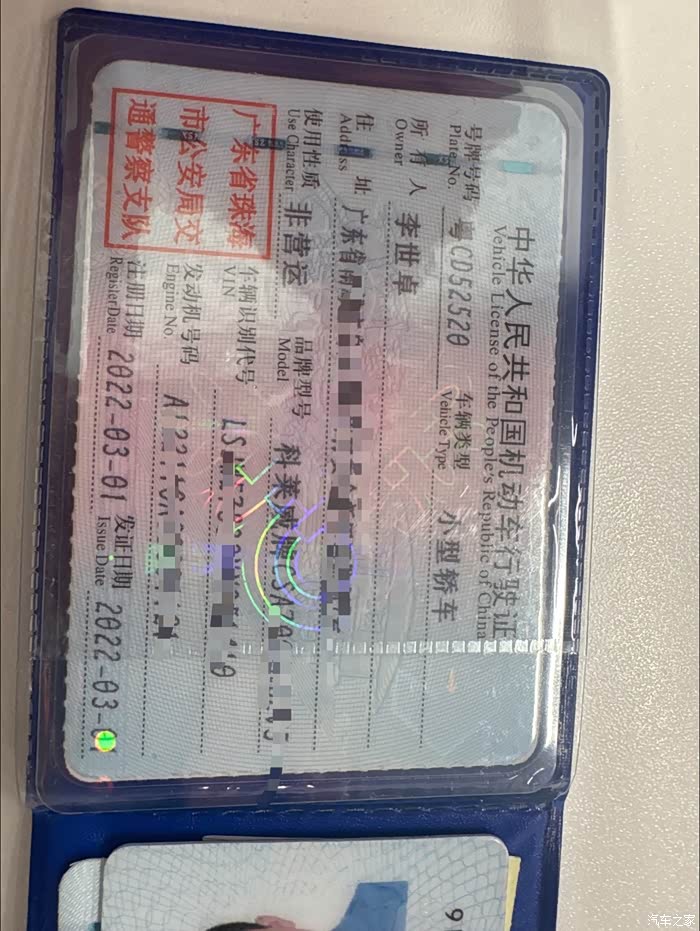 中华人民共和国机动车行驶证
Vehicle License of the People's Republic of China
号牌号码 粤CD52520 车辆类型 小型轿车
Plate No. Vehicle Type
所有人 李世卓
Owner
住址 广东省
Address
使用性质 非营运 品牌型号 科莱威牌
Use Character Model
广东省珠海
市公安局交
通警察支队
车辆识别代号
VIN
发动机号码
Engine No.
注册日期 2022-03-01 发证日期 2022-03-01
Register Date Issue Date
汽车之家